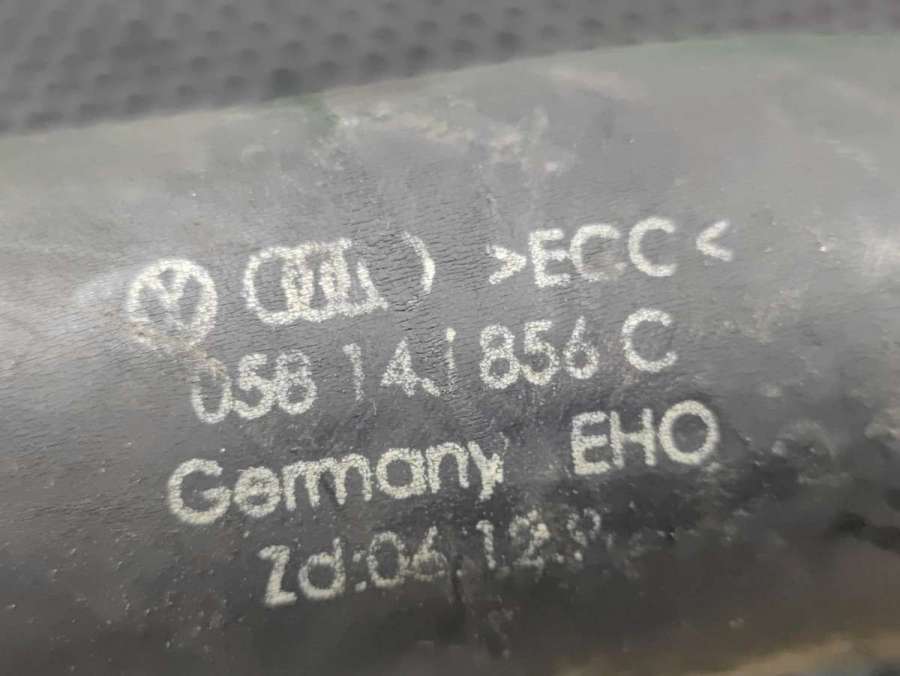 >ECC<
058 141 856 C
Germany EHO